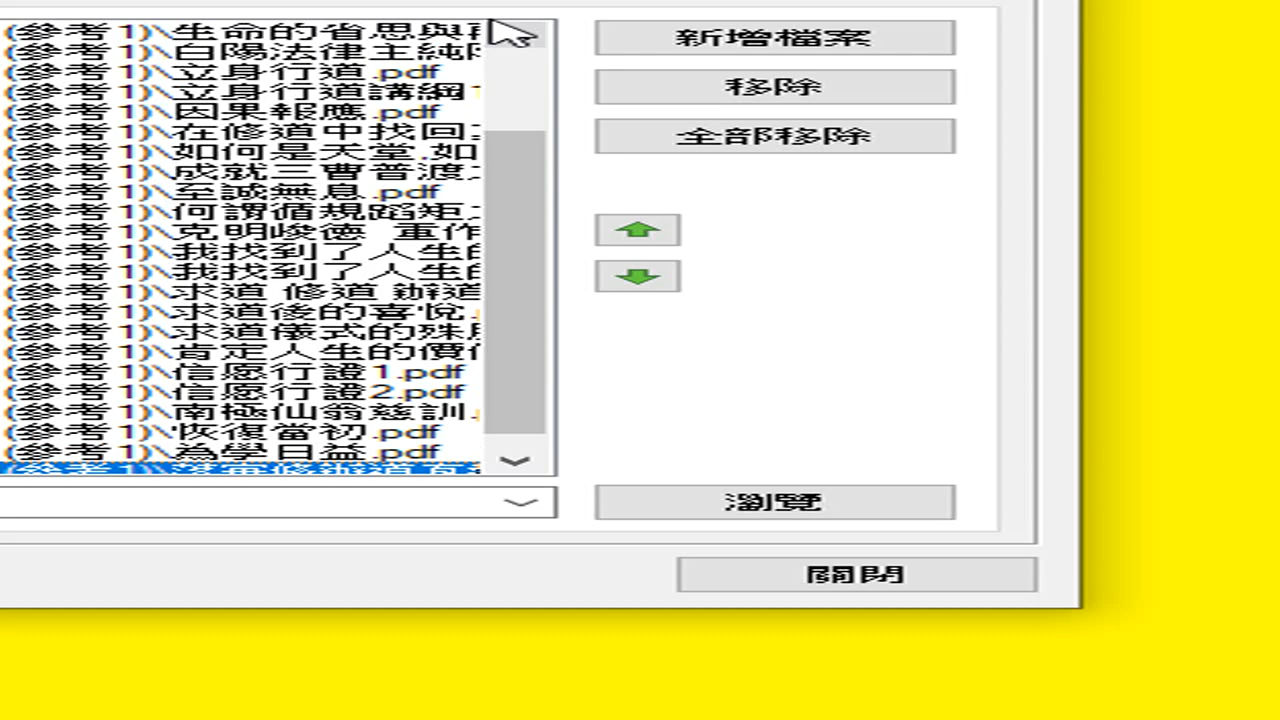 (參考1)\生命的省思與
(參考1)\白陽法律主純
(參考1)\立身行道.pdf
(參考1)\立身行道講綱
(參考1)\因果報應.pdf
(參考1)\在修道中找回
(參考1)\如何是天堂.如
(參考1)\成就三曹普渡
(參考1)\至誠無息.pdf
(參考1)\何謂循規蹈矩
(參考1)\克明峻德 重作
(參考1)\我找到了人生
(參考1)\我找到了人生
(參考1)\求道 修道 辦道
(參考1)\求道後的喜悅.
(參考1)\求道儀式的殊
(參考1)\肯定人生的價
(參考1)\信愿行證1.pdf
(參考1)\信愿行證2.pdf
(參考1)\南極仙翁慈訓.
(參考1)\恢復當初.pdf
(參考1)\為學日益.pdf
新增檔案
移除
全部移除
瀏覽
關閉